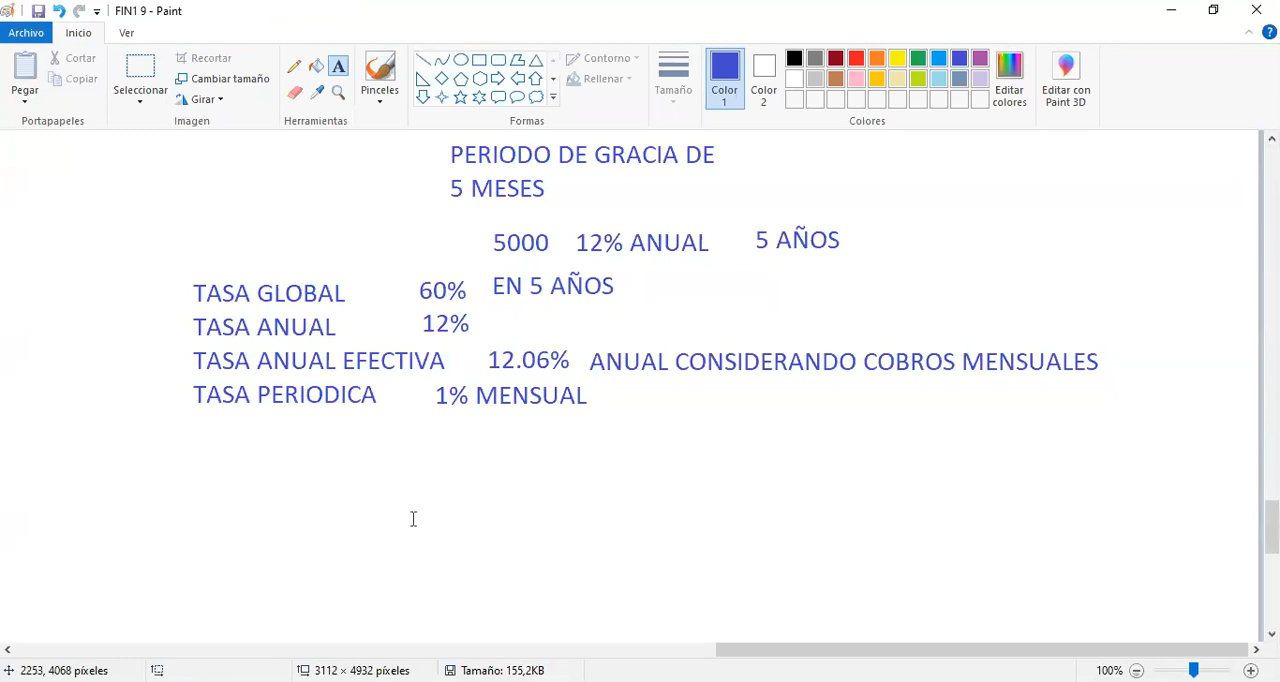 FIN1 9 - Paint
Archivo Inicio Ver
Pegar
Cortar
Copiar
Portapapeles
Seleccionar
Recortar
Cambiar tamaño
Girar
Imagen
A
Herramientas
Pinceles
Contorno
Rellenar
Formas
Tamaño
Color
1
Color
2
Colores
Editar
colores
Editar con
Paint 3D
PERIODO DE GRACIA DE
5 MESES
5000 12% ANUAL 5 AÑOS
TASA GLOBAL 60% EN 5 AÑOS
TASA ANUAL 12%
TASA ANUAL EFECTIVA 12.06% ANUAL CONSIDERANDO COBROS MENSUALES
TASA PERIODICA 1% MENSUAL
2253, 4068 píxeles 3112 × 4932 píxeles Tamaño: 155,2KB 100%